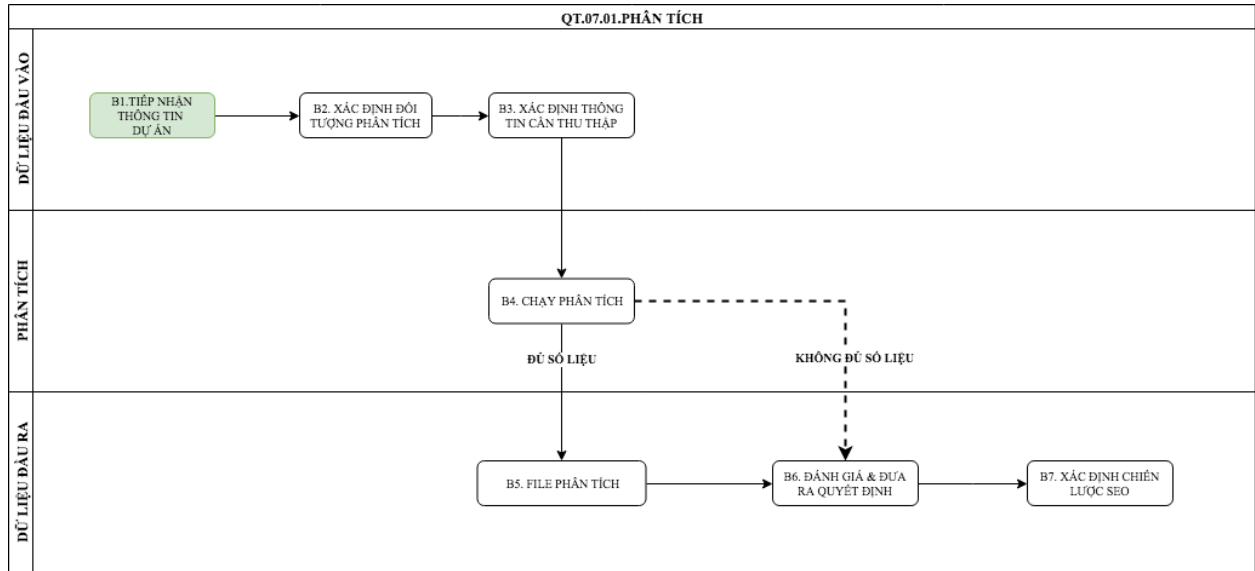 QT.07.01.PHÂN TÍCH
DỮ LIỆU ĐẦU VÀO
B1.TIẾP NHẬN
THÔNG TIN
DỰ ÁN
B2. XÁC ĐỊNH ĐỐI
TƯỢNG PHÂN TÍCH
B3. XÁC ĐỊNH THÔNG
TIN CẦN THU THẬP
PHÂN TÍCH
B4. CHẠY PHÂN TÍCH
ĐỦ SỐ LIỆU
KHÔNG ĐỦ SỐ LIỆU
DỮ LIỆU ĐẦU RA
B5. FILE PHÂN TÍCH
B6. ĐÁNH GIÁ & ĐƯA
RA QUYẾT ĐỊNH
B7. XÁC ĐỊNH CHIẾN
LƯỢC SEO